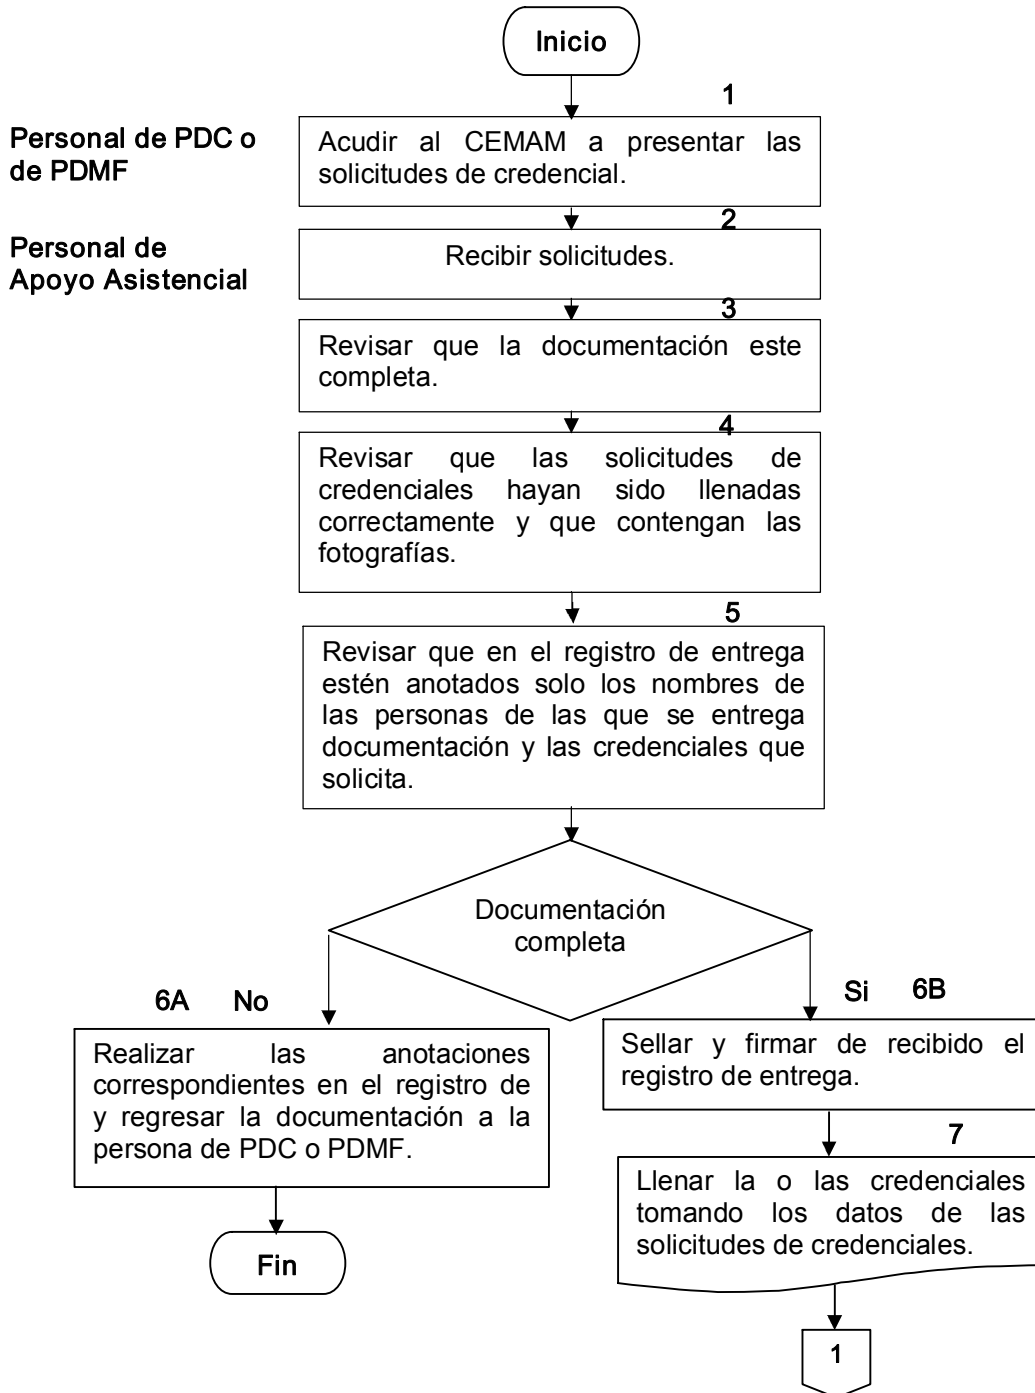 Inicio
1
Personal de PDC o
de PDMF
Acudir al CEMAM a presentar las
solicitudes de credencial.
2
Personal de
Apoyo Asistencial
Recibir solicitudes.
3
Revisar que la documentación este
completa.
4
Revisar que las solicitudes de
credenciales hayan sido llenadas
correctamente y que contengan las
fotografías.
5
Revisar que en el registro de entrega
estén anotados solo los nombres de
las personas de las que se entrega
documentación y las credenciales que
solicita.
Documentación
completa
6A No
Realizar las anotaciones
correspondientes en el registro de
y regresar la documentación a la
persona de PDC o PDMF.
Fin
Si 6B
Sellar y firmar de recibido el
registro de entrega.
7
Llenar la o las credenciales
tomando los datos de las
solicitudes de credenciales.
1